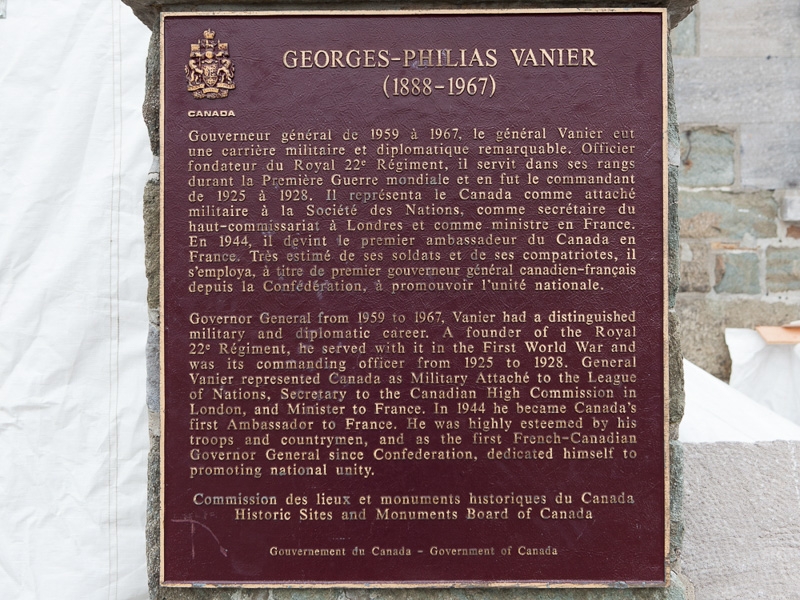 CANADA
GEORGES-PHILIAS VANIER
(1888-1967)
Gouverneur général de 1959 à 1967, le général Vanier eut
une carrière militaire et diplomatique remarquable. Officier
fondateur du Royal 22e Régiment, il servit dans ses rangs
durant la Première Guerre mondiale et en fut le commandant
de 1925 à 1928. Il représenta le Canada comme attaché
militaire à la Société des Nations, comme secrétaire du
haut-commissariat à Londres et comme ministre en France.
En 1944, il devint le premier ambassadeur du Canada en
France. Très estimé de ses soldats et de ses compatriotes, il
s'employa, à titre de premier gouverneur général canadien-français
depuis la Confédération, à promouvoir l'unité nationale.
Governor General from 1959 to 1967, Vanier had a distinguished
military and diplomatic career. A founder of the Royal
22e Régiment, he served with it in the First World War and
was its commanding officer from 1925 to 1928. General
Vanier represented Canada as Military Attaché to the League
of Nations, Secretary to the Canadian High Commission in
London, and Minister to France. In 1944 he became Canada's
first Ambassador to France. He was highly esteemed by his
troops and countrymen, and as the first French-Canadian
Governor General since Confederation, dedicated himself to
promoting national unity.
Commission des lieux et monuments historiques du Canada
Historic Sites and Monuments Board of Canada
Gouvernement du Canada - Government of Canada